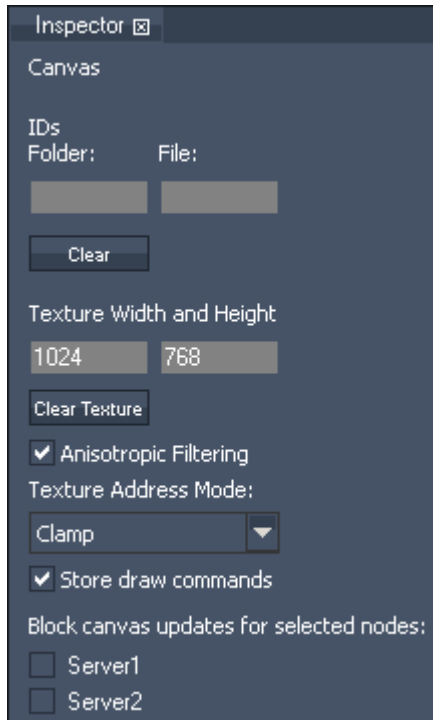 Inspector
Canvas
IDs
Folder: File:
Clear
Texture Width and Height
1024 768
Clear Texture
Anisotropic Filtering
Texture Address Mode:
Clamp
Store draw commands
Block canvas updates for selected nodes:
Server1
Server2